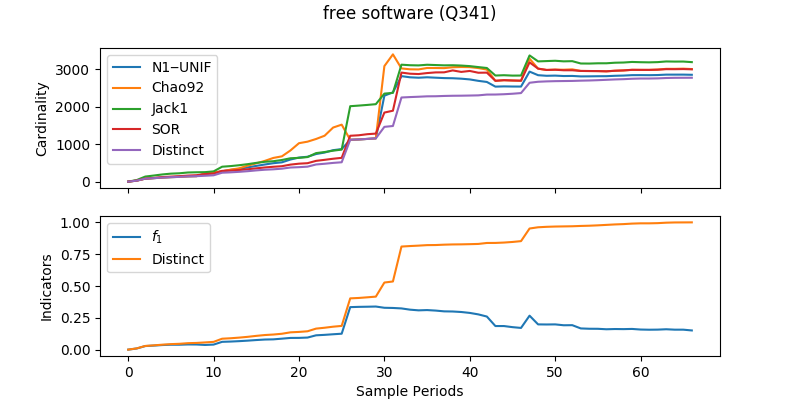 free software (Q341)
Cardinality
3000
2000
1000
0
N1‒UNIF
Chao92
Jack1
SOR
Distinct
Indicators
1.00
0.75
0.50
0.25
0.00
f₁
Distinct
0 10 20 30 40 50 60
Sample Periods